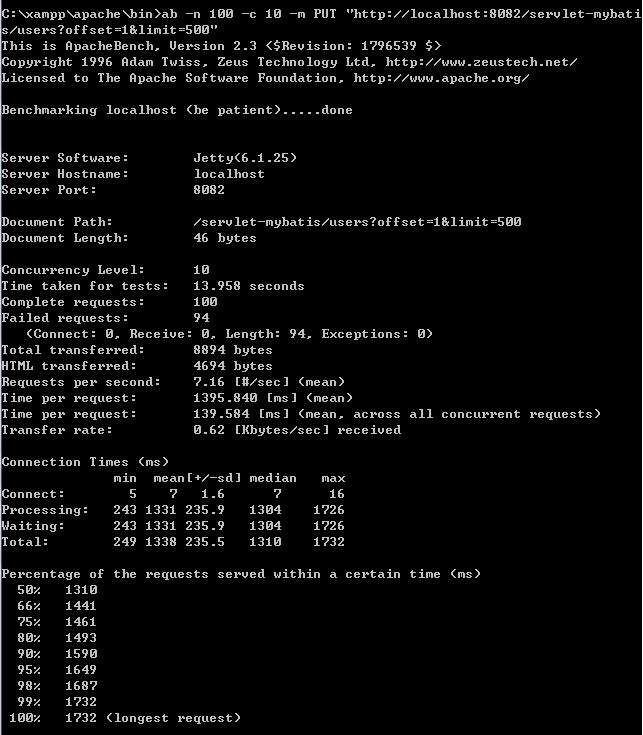 C:\xampp\apache\bin>ab -n 100 -c 10 -m PUT "http://localhost:8082/servlet-mybati
s/users?offset=1&limit=500"
This is ApacheBench, Version 2.3 <$Revision: 1796539 $>
Copyright 1996 Adam Twiss, Zeus Technology Ltd, http://www.zeustech.net/
Licensed to The Apache Software Foundation, http://www.apache.org/

Benchmarking localhost (be patient).....done


Server Software:        Jetty(6.1.25)
Server Hostname:        localhost
Server Port:            8082

Document Path:          /servlet-mybatis/users?offset=1&limit=500
Document Length:        46 bytes

Concurrency Level:      10
Time taken for tests:   13.958 seconds
Complete requests:      100
Failed requests:        94
   (Connect: 0, Receive: 0, Length: 94, Exceptions: 0)
Total transferred:      8894 bytes
HTML transferred:       4694 bytes
Requests per second:    7.16 [#/sec] (mean)
Time per request:       1395.840 [ms] (mean)
Time per request:       139.584 [ms] (mean, across all concurrent requests)
Transfer rate:          0.62 [Kbytes/sec] received

Connection Times (ms)
              min  mean[+/-sd] median   max
Connect:        5    7   1.6      7      16
Processing:   243 1331 235.9   1304    1726
Waiting:      243 1331 235.9   1304    1726
Total:        249 1338 235.5   1310    1732

Percentage of the requests served within a certain time (ms)
  50%   1310
  66%   1441
  75%   1461
  80%   1493
  90%   1590
  95%   1649
  98%   1687
  99%   1732
 100%   1732 (longest request)